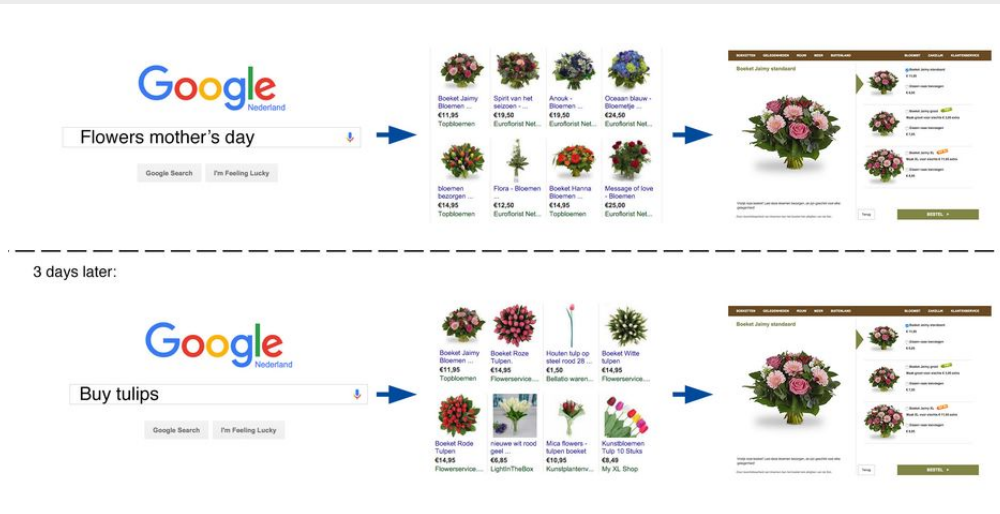 Google
Nederland
Flowers mother's day
Google Search
I'm Feeling Lucky
Boeket Jaimy
Bloemen ...
€11,95
Topbloemen
Spirit van het
seizoen - ...
€19,50
Euroflorist Net...
Anouk -
Bloemen ...
€19,50
Euroflorist Net...
Oceaan blauw -
Bloemetje ...
€24,50
Euroflorist Net...
bloemen
bezorgen ...
€14,95
Topbloemen
Flora - Bloemen
...
€12,50
Euroflorist Net...
Boeket Hanna
Bloemen ...
€14,95
Topbloemen
Message of love
- Bloemen
€25,00
Euroflorist Net...
Boeket Jaimy standaard
BESTEL >
3 days later:
Google
Nederland
Buy tulips
Google Search
I'm Feeling Lucky
Boeket Jaimy
Bloemen ...
€11,95
Topbloemen
Boeket Roze
Tulpen.
€14,95
Flowerservice....
Houten tulp op
steel rood 28 ...
€1,50
Bellatio waren...
Boeket Witte
tulpen
€14,95
Flowerservice....
Boeket Rode
Tulpen
€14,95
Flowerservice....
nieuwe wit rood
geel ...
€6,85
LightInTheBox
Mica flowers -
tulpen boeket
€10,95
Kunstplantenv...
Kunstbloemen
Tulp 10 Stuks
€8,49
My XL Shop
Boeket Jaimy standaard
BESTEL >